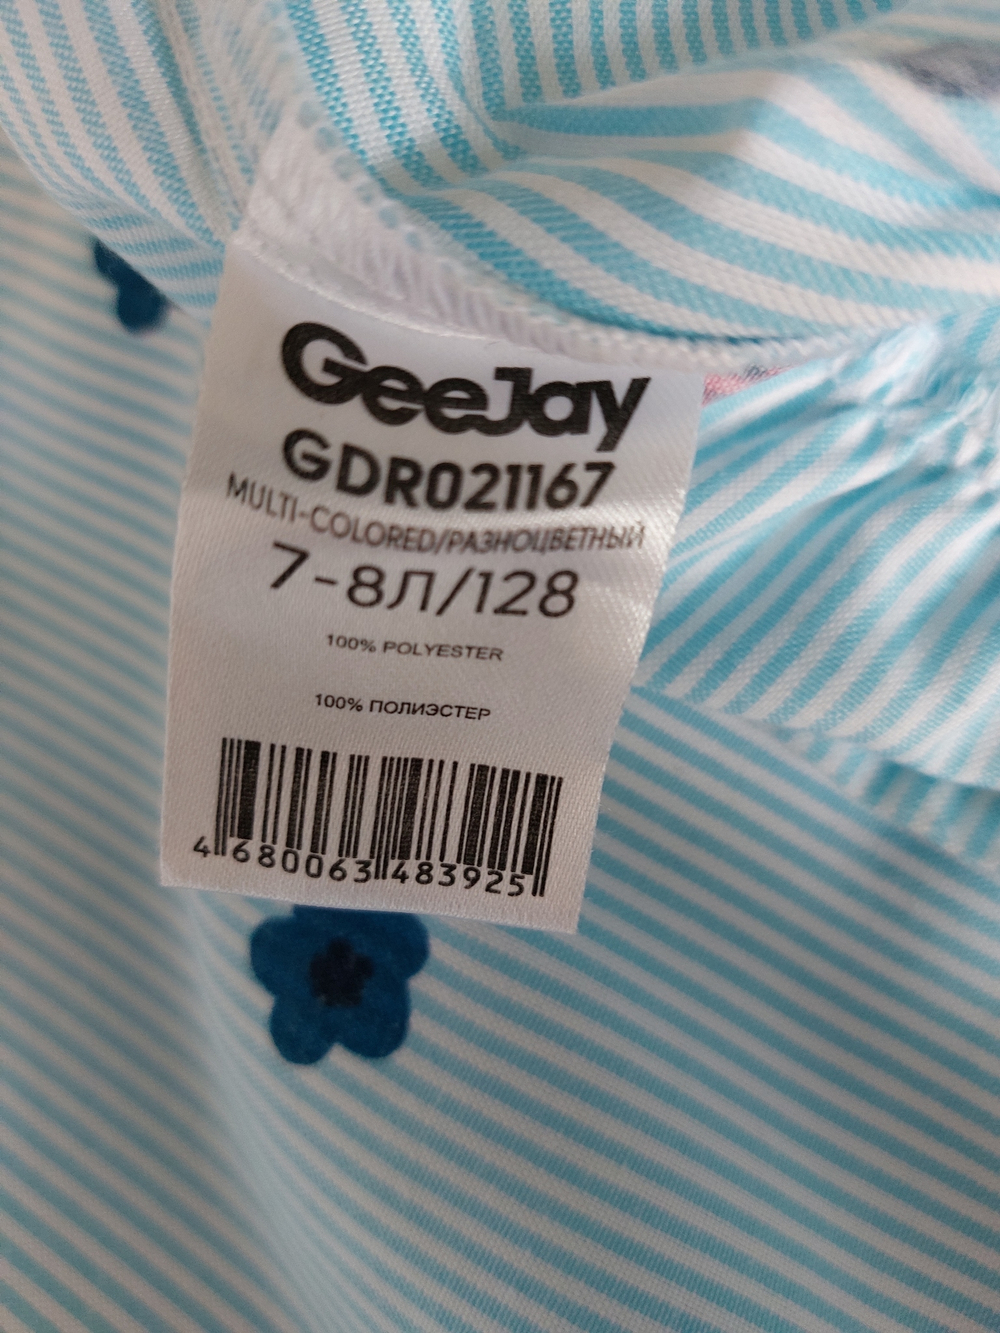 GeeJay
GDR021167
MULTI-COLORED/РАЗНОЦВЕТНЫЙ
7-8Л/128
100% POLYESTER
100% ПОЛИЭСТЕР
4 680063 483925